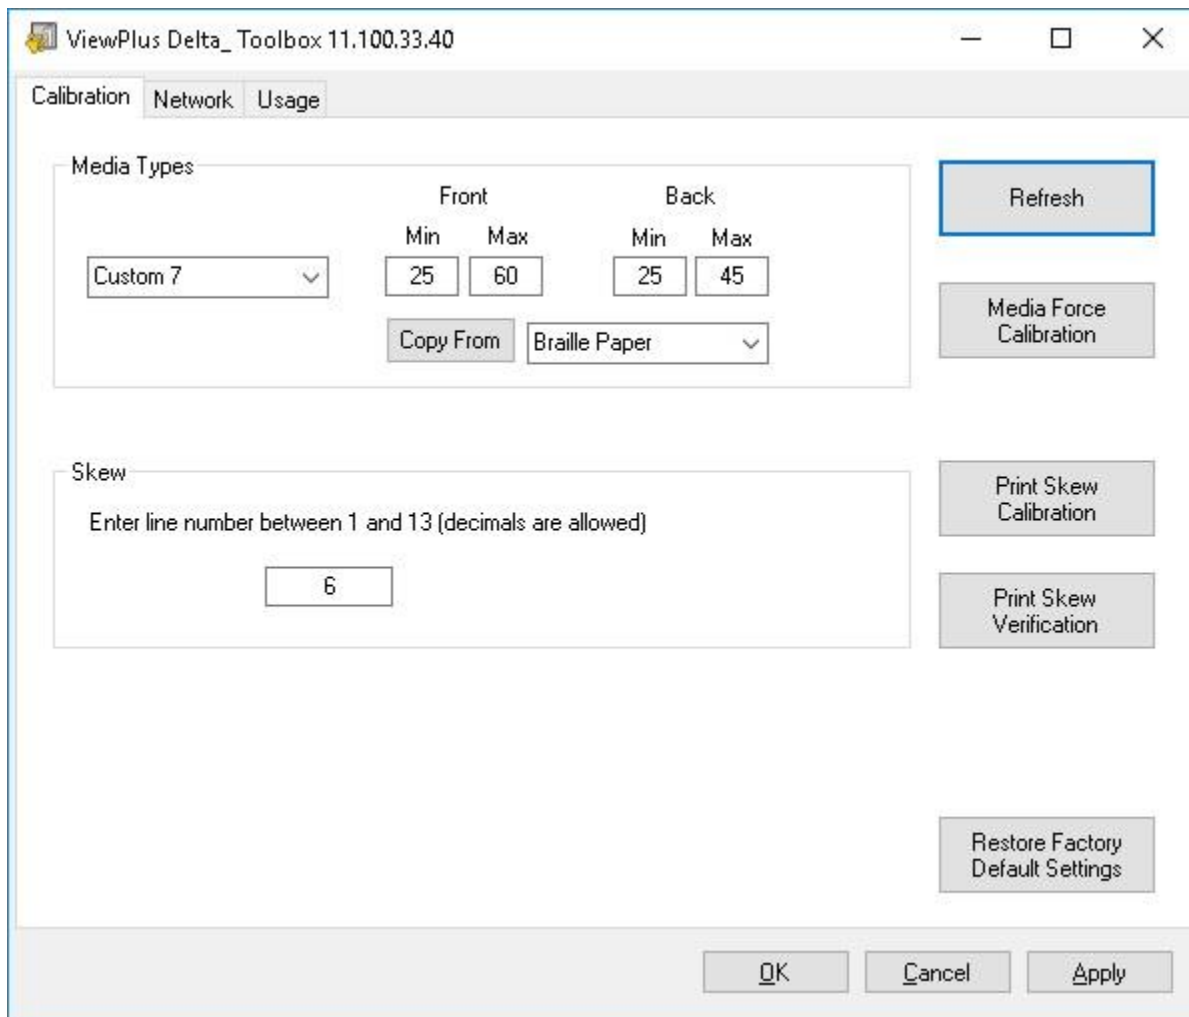 ViewPlus Delta_ Toolbox 11.100.33.40
Calibration Network Usage
Media Types
Front Back
Min Max Min Max
Custom 7 25 60 25 45
Copy From Braille Paper
Refresh
Media Force
Calibration
Skew
Enter line number between 1 and 13 (decimals are allowed)
6
Print Skew
Calibration
Print Skew
Verification
Restore Factory
Default Settings
OK Cancel Apply